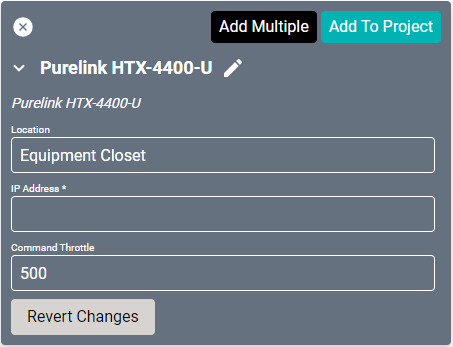 Add Multiple
Add To Project
Purelink HTX-4400-U
Purelink HTX-4400-U
Location
Equipment Closet
IP Address *
Command Throttle
500
Revert Changes